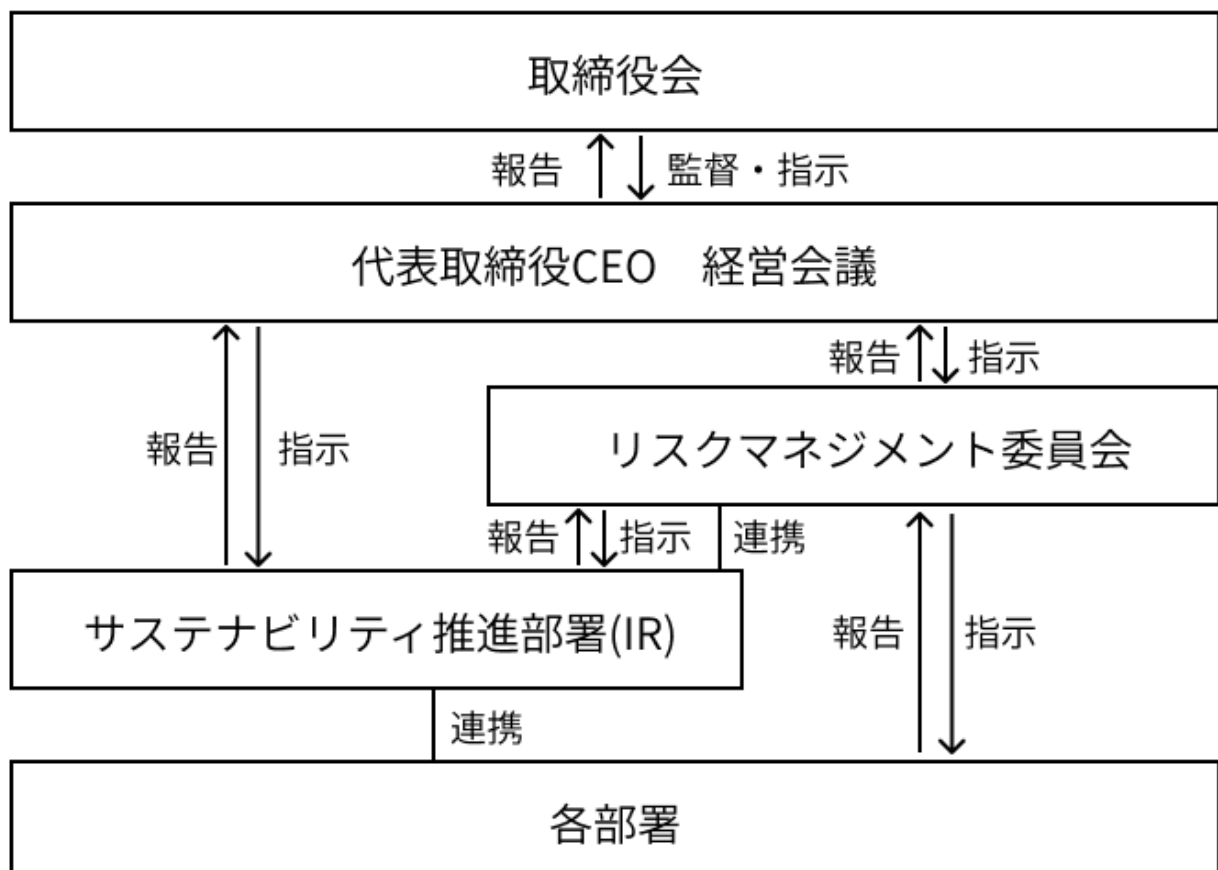 取締役会
報告 監督・指示
代表取締役CEO　経営会議
報告 指示
リスクマネジメント委員会
報告 指示
報告 指示 連携
サステナビリティ推進部署(IR)
報告 指示
連携
各部署